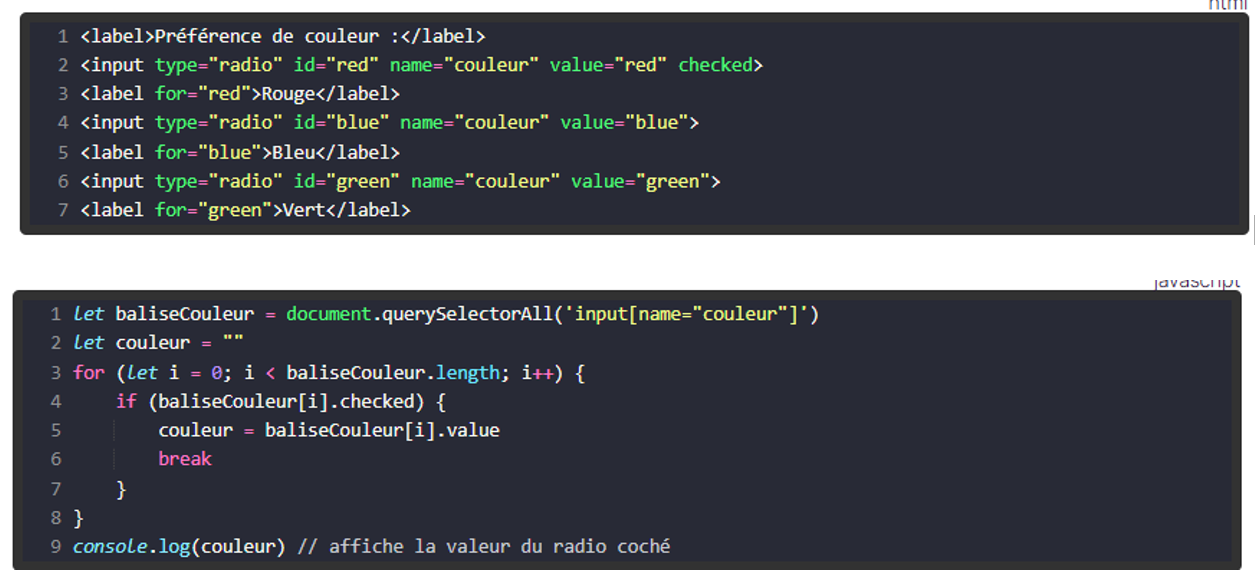 html
1 <label>Préférence de couleur :</label>
2 <input type="radio" id="red" name="couleur" value="red" checked>
3 <label for="red">Rouge</label>
4 <input type="radio" id="blue" name="couleur" value="blue">
5 <label for="blue">Bleu</label>
6 <input type="radio" id="green" name="couleur" value="green">
7 <label for="green">Vert</label>
javascript
1 let baliseCouleur = document.querySelectorAll('input[name="couleur"]')
2 let couleur = ""
3 for (let i = 0; i < baliseCouleur.length; i++) {
4     if (baliseCouleur[i].checked) {
5         couleur = baliseCouleur[i].value
6         break
7     }
8 }
9 console.log(couleur) // affiche la valeur du radio coché